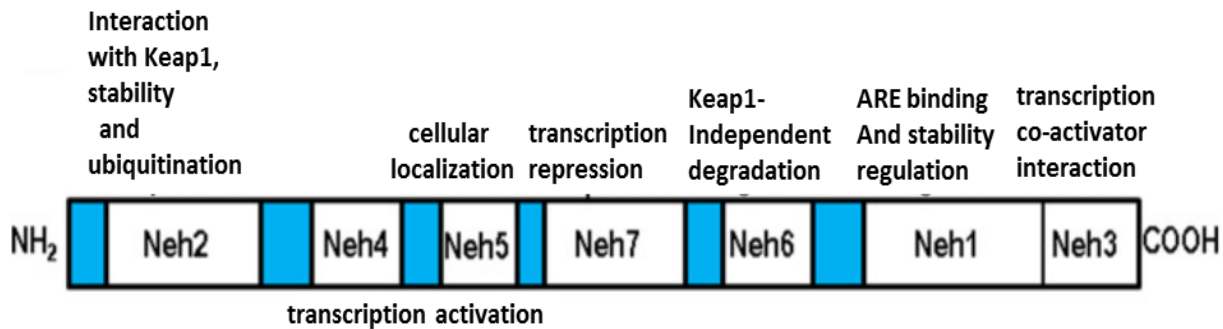 Interaction
with Keap1,
stability
and
ubiquitination
cellular
localization
transcription
repression
Keap1-
Independent
degradation
ARE binding
And stability
regulation
transcription
co-activator
interaction
NH₂ Neh2 Neh4 Neh5 Neh7 Neh6 Neh1 Neh3 COOH
transcription activation